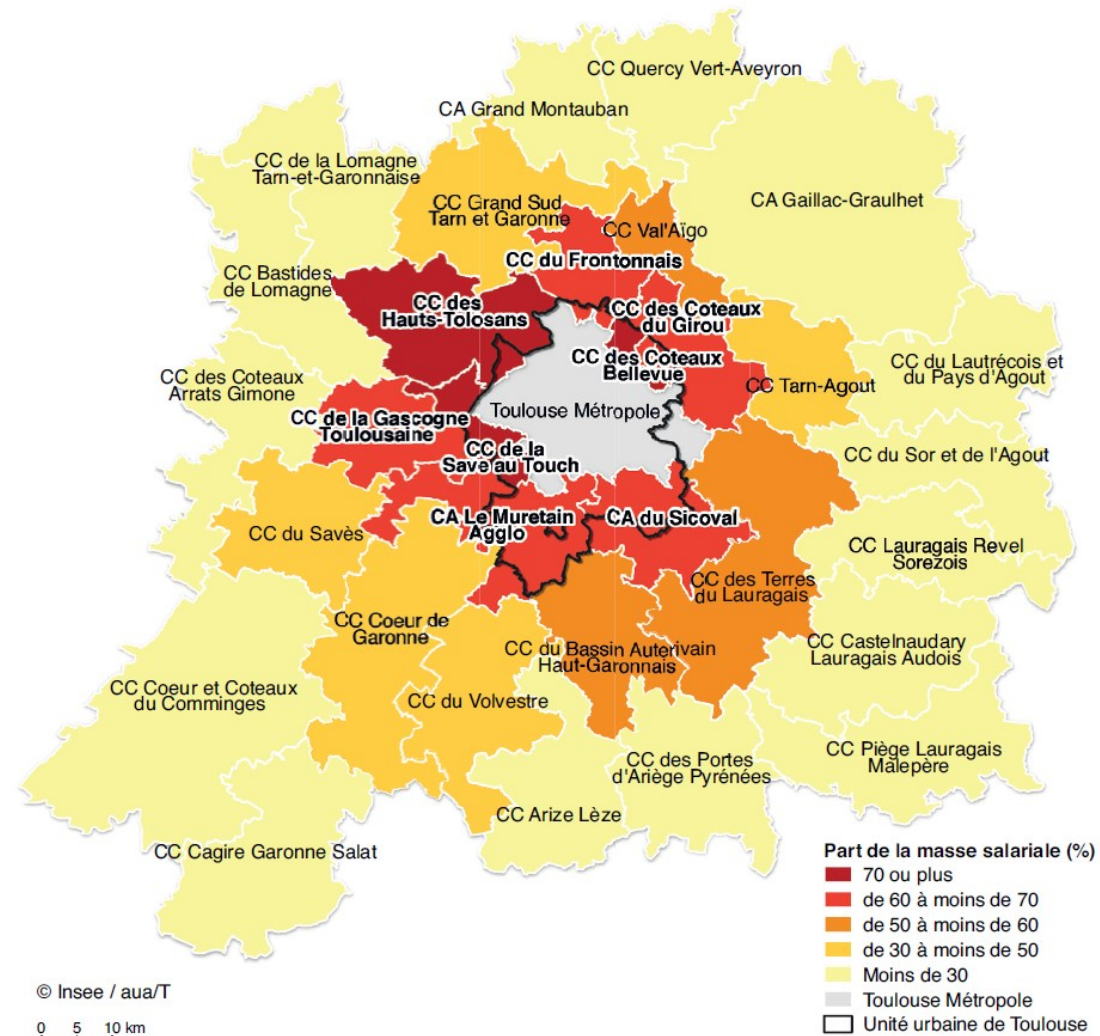 CC Quercy Vert-Aveyron
CA Grand Montauban
CC de la Lomagne
Tarn-et-Garonnaise
CA Gaillac-Graulhet
CC Grand Sud
Tarn et Garonne
CC Val'Aïgo
CC du Frontonnais
CC Bastides
de Lomagne
CC des
Hauts-Tolosans
CC des Coteaux
du Girou
CC des Coteaux
Bellevue
CC du Lautrécois et
du Pays d'Agout
CC des Coteaux
Arrats Gimone
CC Tarn-Agout
Toulouse Métropole
CC de la Gascogne
Toulousaine
CC de la
Save au Touch
CC du Sor et de l'Agout
CA Le Muretain
Agglo
CA du Sicoval
CC du Savès
CC Lauragais Revel
Sorezois
CC des Terres
du Lauragais
CC Coeur de
Garonne
CC du Bassin Auterivain
Haut-Garonnais
CC Castelnaudary
Lauragais Audois
CC Coeur et Coteaux
du Comminges
CC du Volvestre
CC des Portes
d'Ariège Pyrénées
CC Piège Lauragais
Malepère
CC Arize Lèze
CC Cagire Garonne Salat
Part de la masse salariale (%)
70 ou plus
de 60 à moins de 70
de 50 à moins de 60
de 30 à moins de 50
Moins de 30
Toulouse Métropole
Unité urbaine de Toulouse
© Insee / aua/T
0 5 10 km